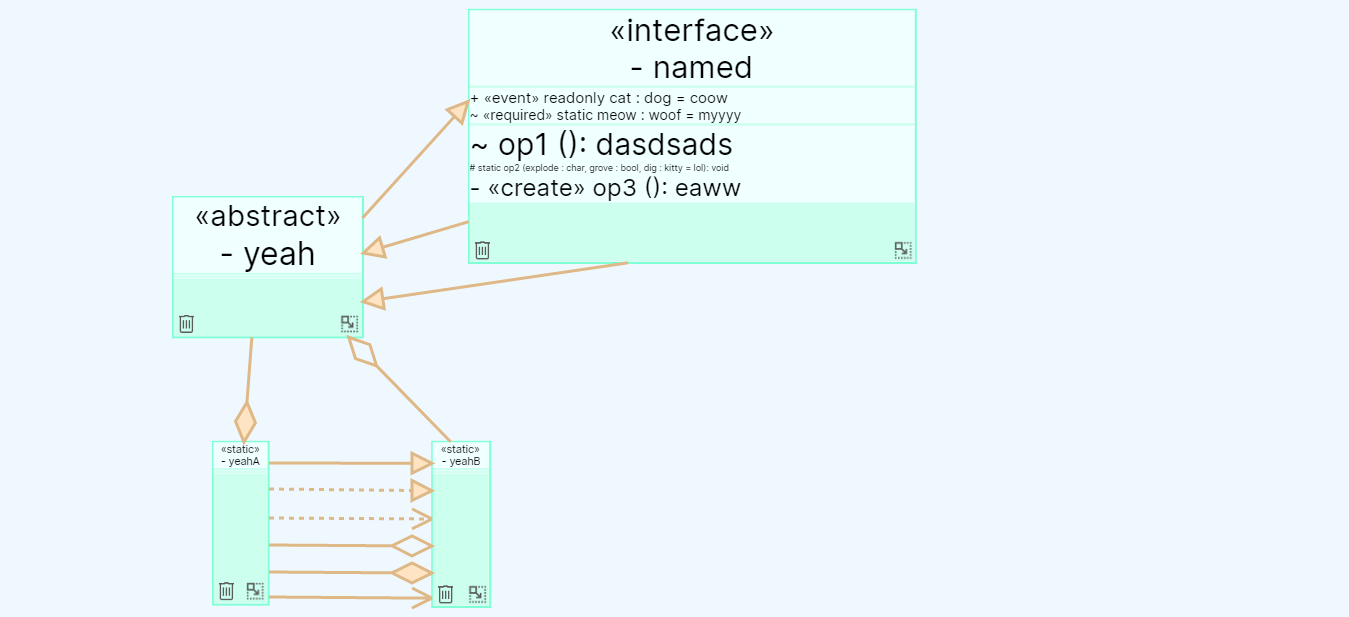 «interface»
- named
+ «event» readonly cat : dog = coow
~ «required» static meow : woof = myyyy
~ op1 (): dasdsads
# static op2 (explode : char, grove : bool, dig : kitty = lol): void
- «create» op3 (): eaww
«abstract»
- yeah
«static»
- yeahA
«static»
- yeahB